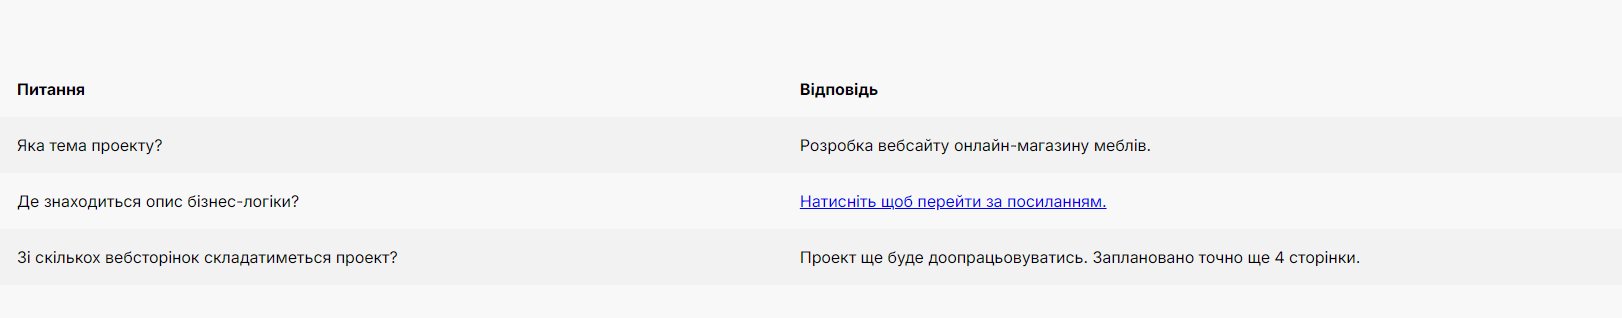 Питання Відповідь
Яка тема проекту? Розробка вебсайту онлайн-магазину меблів.
Де знаходиться опис бізнес-логіки? Натисніть щоб перейти за посиланням.
Зі скількох вебсторінок складатиметься проект? Проект ще буде доопрацьовуватись. Заплановано точно ще 4 сторінки.